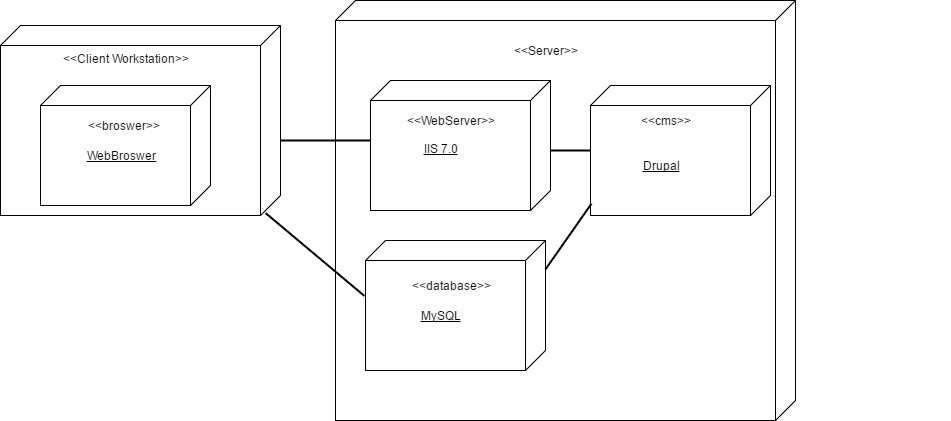 <<Client Workstation>>
<<broswer>>
WebBroswer
<<Server>>
<<WebServer>>
IIS 7.0
<<cms>>
Drupal
<<database>>
MySQL